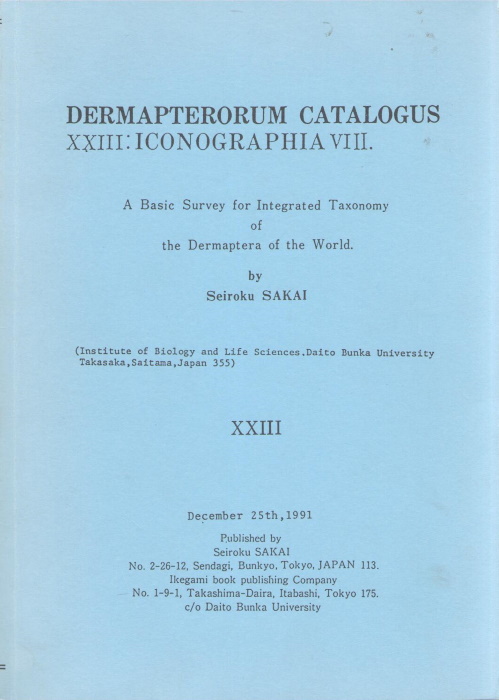 DERMAPTERORUM CATALOGUS
XXIII: ICONOGRAPHIA VIII.
A Basic Survey for Integrated Taxonomy
of
the Dermaptera of the World.
by
Seiroku SAKAI
(Institute of Biology and Life Sciences.Daito Bunka University
Takasaka,Saitama,Japan 355)
XXIII
December 25th,1991
Published by
Seiroku SAKAI
No. 2-26-12, Sendagi, Bunkyo, Tokyo, JAPAN 113.
Ikegami book publishing Company
No. 1-9-1, Takashima-Daira, Itabashi, Tokyo 175.
c/o Daito Bunka University